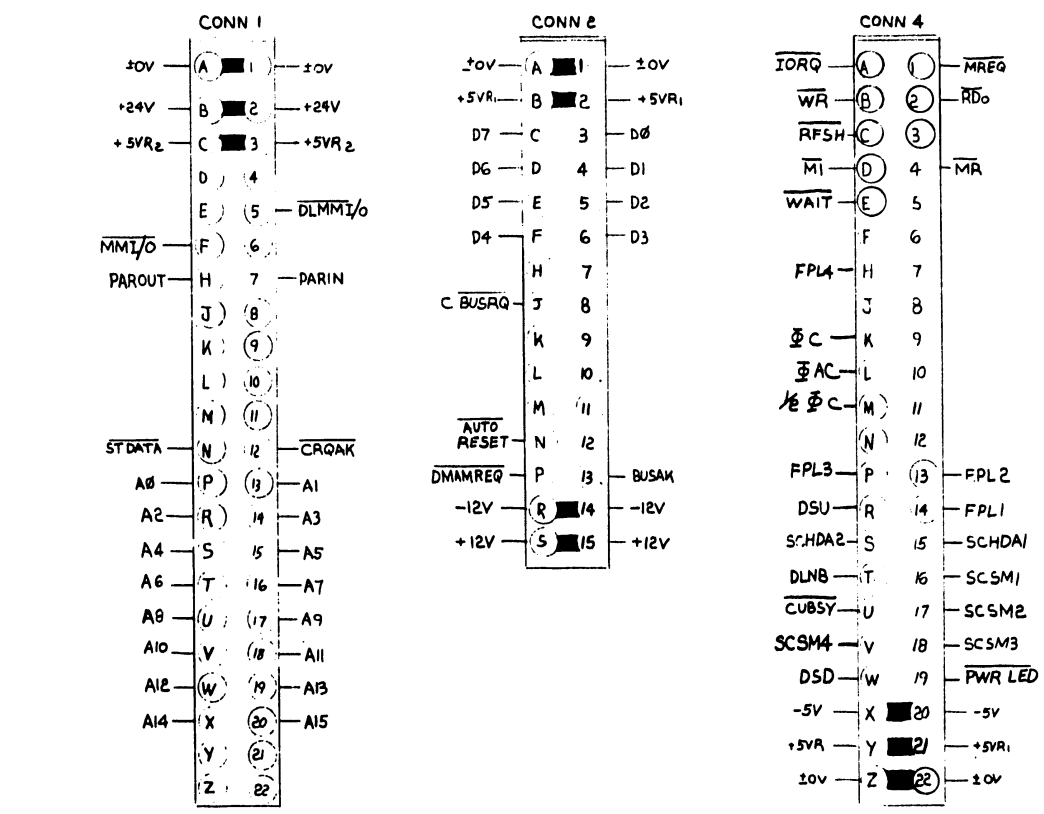 CONN 1
±0V A 1 ±0V
+24V B 2 +24V
+5VR2 C 3 +5VR2
D 4
E 5 DLMMI/O
MMI/O F 6
PAROUT H 7 PARIN
J 8
K 9
L 10
M 11
STDATA N 12 CRQAK
AØ P 13 A1
A2 R 14 A3
A4 S 15 A5
A6 T 16 A7
A8 U 17 A9
A10 V 18 A11
A12 W 19 A13
A14 X 20 A15
Y 21
Z 22
CONN 2
±0V A 1 ±0V
+5VR1 B 2 +5VR1
D7 C 3 DØ
D6 D 4 D1
D5 E 5 D2
D4 F 6 D3
H 7
C BUSRQ J 8
K 9
L 10
M 11
AUTO
RESET N 12
DMAMREQ P 13 BUSAK
-12V R 14 -12V
+12V S 15 +12V
CONN 4
IORQ A 1 MREQ
WR B 2 RDo
RFSH C 3
M1 D 4 MR
WAIT E 5
F 6
FPL4 H 7
J 8
ΦC K 9
ΦAC L 10
1/2 ΦC M 11
N 12
FPL3 P 13 FPL2
DSU R 14 FPL1
SCHDA2 S 15 SCHDA1
DLNB T 16 SCSM1
CUBSY U 17 SCSM2
SCSM4 V 18 SCSM3
DSD W 19 PWR LED
-5V X 20 -5V
+5VR Y 21 +5VR1
±0V Z 22 ±0V